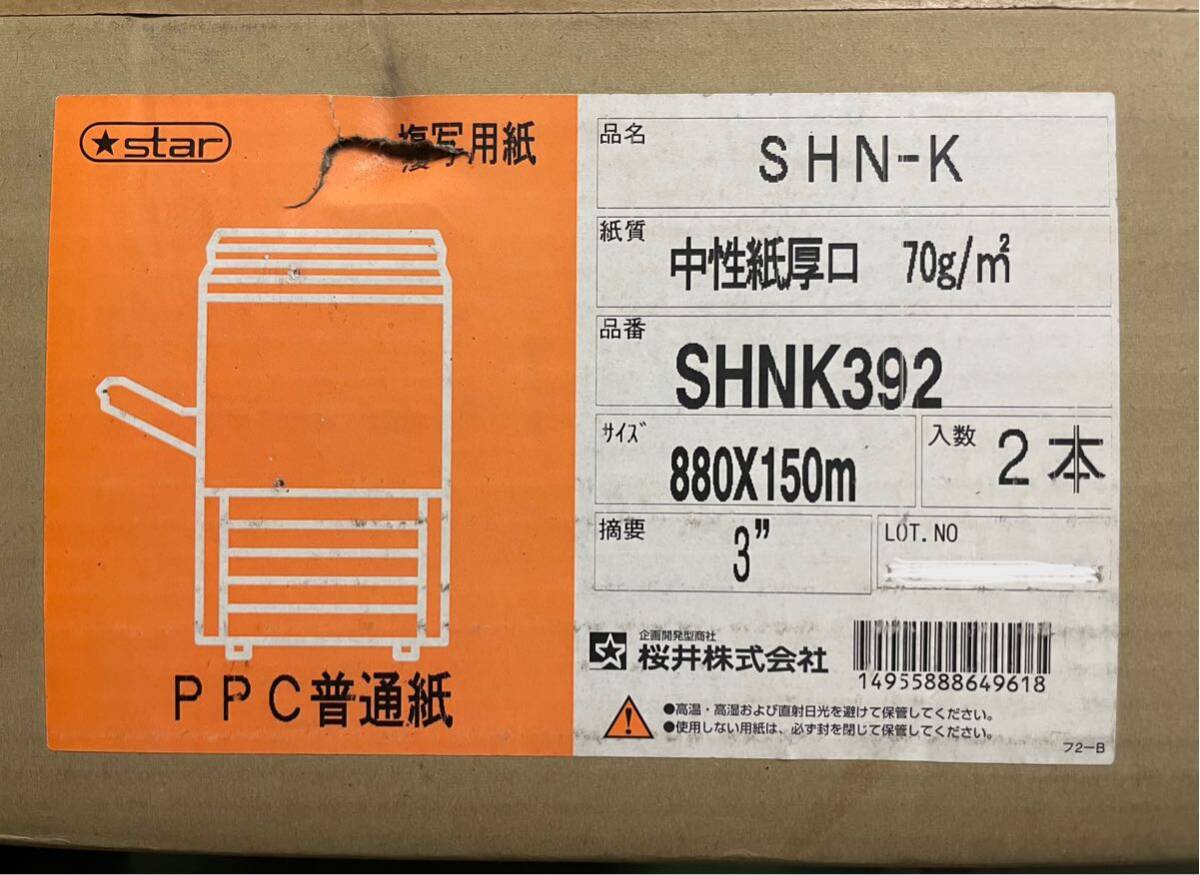 ★star
複写用紙
PPC普通紙
品名
SHN-K
紙質
中性紙厚口 70g/㎡
品番
SHNK392
サイズ
880X150m
入数
2本
摘要
3”
LOT.NO
企画開発型商社
桜井株式会社
14955888649618
●高温・高湿および直射日光を避けて保管してください。
●使用しない用紙は、必ず封を閉じて保管してください。
フ2-B